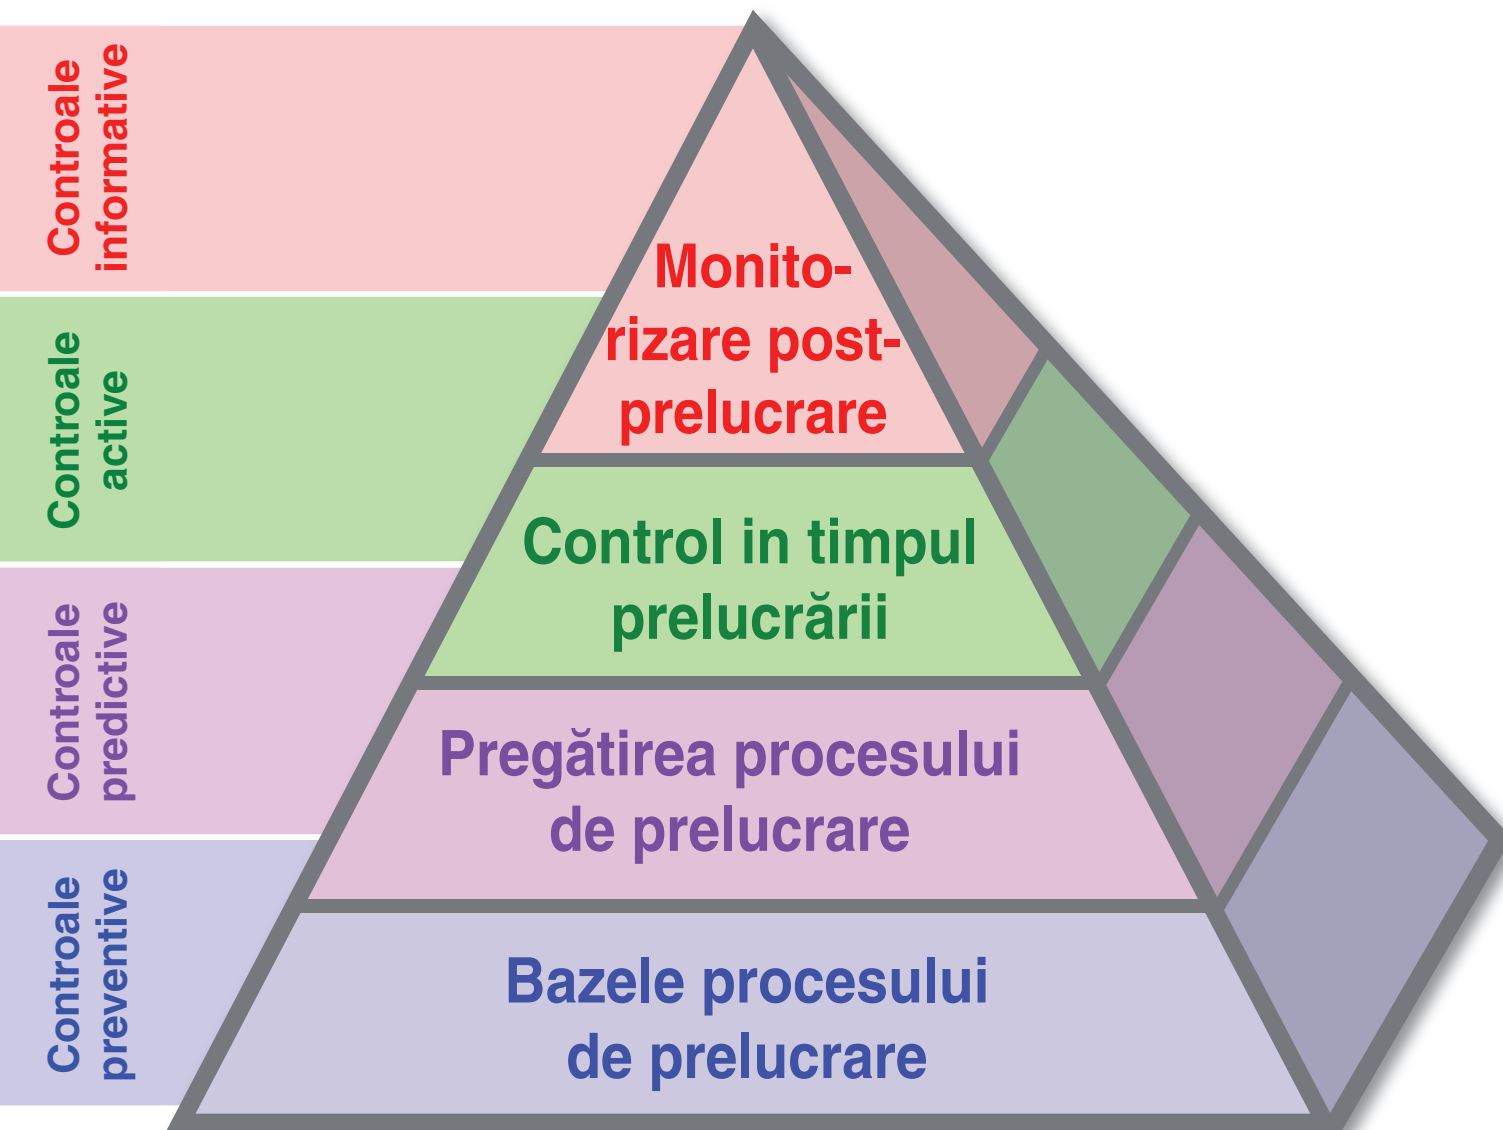 Controale
informative
Monito-
rizare post-
prelucrare
Controale
active
Control in timpul
prelucrării
Controale
predictive
Pregătirea procesului
de prelucrare
Controale
preventive
Bazele procesului
de prelucrare